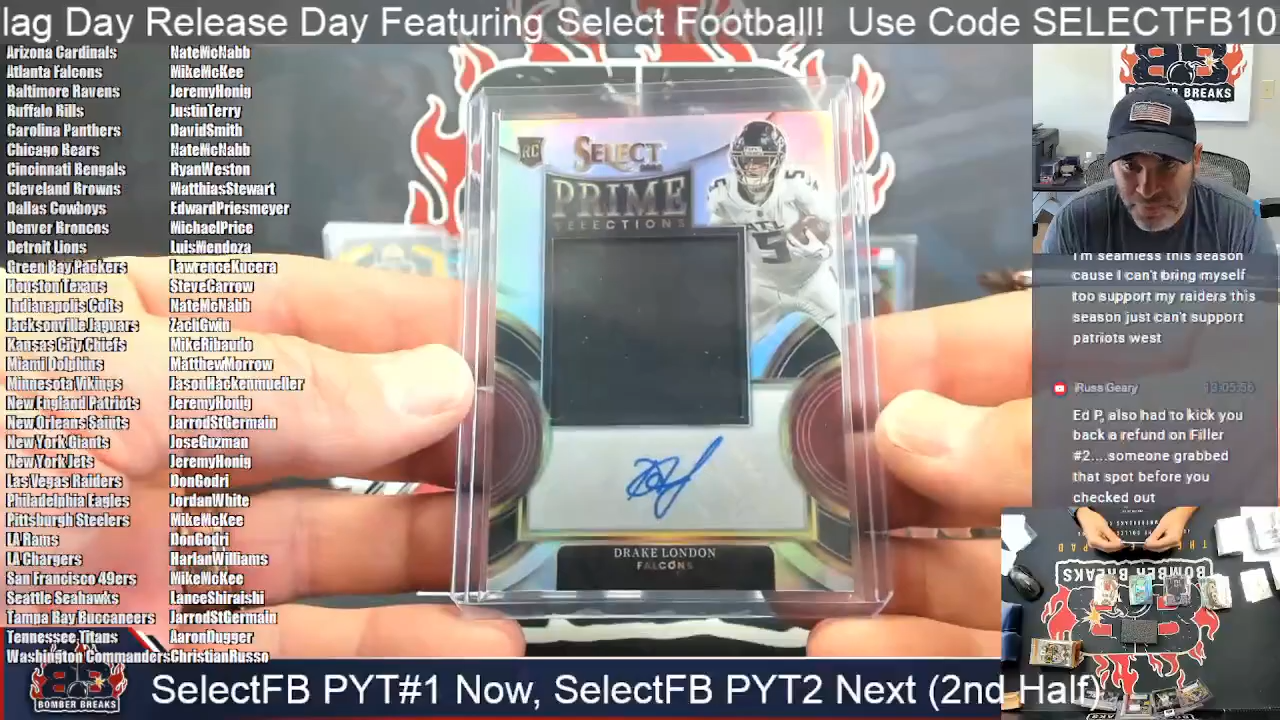 lag Day Release Day Featuring Select Football!  Use Code SELECTFB10
Arizona Cardinals NateMcNabb
Atlanta Falcons MikeMcKee
Baltimore Ravens JeremyHonig
Buffalo Bills JustinTerry
Carolina Panthers DavidSmith
Chicago Bears NateMcNabb
Cincinnati Bengals RyanWeston
Cleveland Browns MatthiasStewart
Dallas Cowboys EdwardPriesmeyer
Denver Broncos MichaelPrice
Detroit Lions LuisMendoza
Green Bay Packers LawrenceKucera
Houston Texans SteveCarrow
Indianapolis Colts NateMcNabb
Jacksonville Jaguars ZachGwin
Kansas City Chiefs MikeRibaudo
Miami Dolphins MatthewMorrow
Minnesota Vikings JasonHackenmueller
New England Patriots JeremyHonig
New Orleans Saints JarrodStGermain
New York Giants JoseGuzman
New York Jets JeremyHonig
Las Vegas Raiders DonGodri
Philadelphia Eagles JordanWhite
Pittsburgh Steelers MikeMcKee
LA Rams DonGodri
LA Chargers HarlanWilliams
San Francisco 49ers MikeMcKee
Seattle Seahawks LanceShiraishi
Tampa Bay Buccaneers JarrodStGermain
Tennessee Titans AaronDugger
Washington Commanders ChristianRusso
RC
SELECT
PRIME
SELECTIONS
5
DRAKE LONDON
FALCONS
BB
BREAKS
I'm seamless this season
cause I can't bring myself
too support my raiders this
season just can't support
patriots west
Russ Geary 13:05:56
Ed P, also had to kick you
back a refund on Filler
#2....someone grabbed
that spot before you
checked out
BOMBER BREAKS
BB
BOMBER BREAKS
SelectFB PYT#1 Now, SelectFB PYT2 Next (2nd Half)